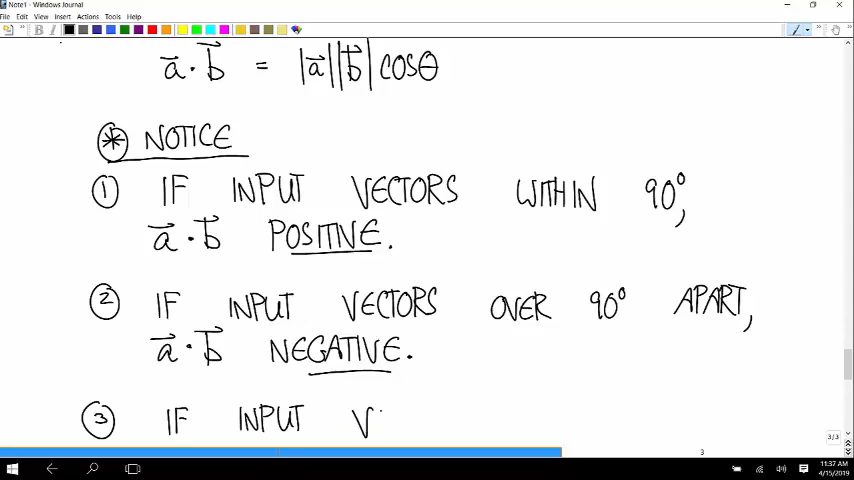 Note1 - Windows Journal
File Edit View Insert Actions Tools Help
a⃗ · b⃗ = |a⃗||b⃗| COSθ
* NOTICE
① IF INPUT VECTORS WITHIN 90°,
a⃗ · b⃗ POSITIVE.
② IF INPUT VECTORS OVER 90° APART,
a⃗ · b⃗ NEGATIVE.
③ IF INPUT V
3/3
3
11:37 AM
4/15/2019